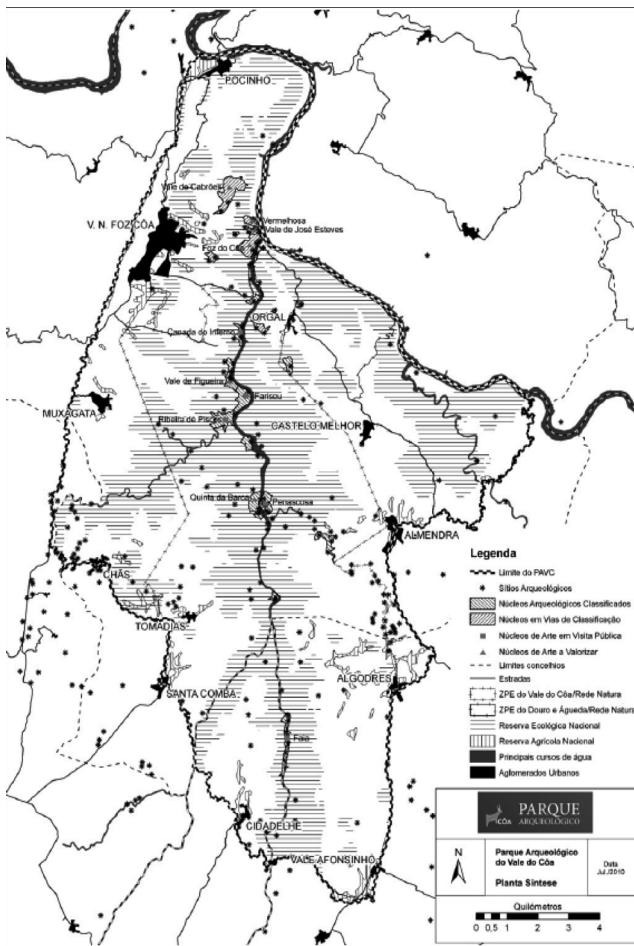 POCINHO
Vale de Cabrões
Vermelhosa
V. N. FOZ CÔA
Vale de José Esteves
Foz do Côa
ORGAL
Canada do Inferno
Vale de Figueira
Farisou
MUXAGATA
Ribeira de Piscos
CASTELO MELHOR
Quinta da Barca
Penascosa
ALMENDRA
CHÃS
TOMADIAS
ALGODRES
SANTA COMBA
Faia
CIDADELHE
VALE AFONSINHO
Legenda
Limite do PAVC
Sítios Arqueológicos
Núcleos Arqueológicos Classificados
Núcleos em Vias de Classificação
Núcleos de Arte em Visita Pública
Núcleos de Arte a Valorizar
Limites concelhios
Estradas
ZPE do Vale do Côa/Rede Natura
ZPE do Douro e Águeda/Rede Natura
Reserva Ecológica Nacional
Reserva Agrícola Nacional
Principais cursos de água
Aglomerados Urbanos
CÔA
PARQUE
ARQUEOLÓGICO
N
Parque Arqueológico
do Vale do Côa
Planta Síntese
Data
Jul./2010
Quilómetros
0 0,5 1 2 3 4